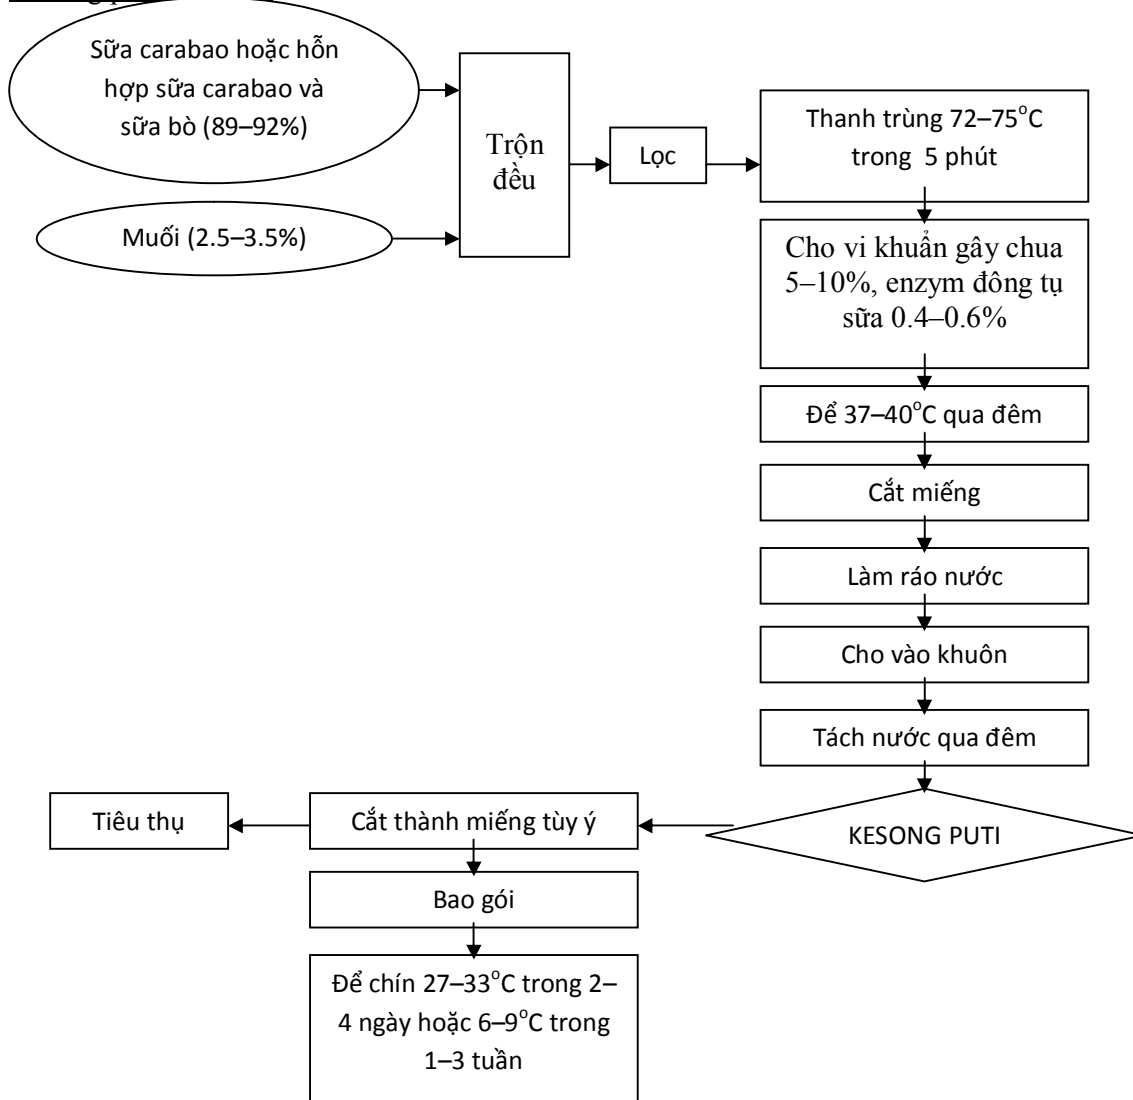 Sữa carabao hoặc hỗn
hợp sữa carabao và
sữa bò (89–92%)
Muối (2.5–3.5%)
Trộn
đều
Lọc
Thanh trùng 72–75°C
trong 5 phút
Cho vi khuẩn gây chua
5–10%, enzym đông tụ
sữa 0.4–0.6%
Để 37–40°C qua đêm
Cắt miếng
Làm ráo nước
Cho vào khuôn
Tách nước qua đêm
KESONG PUTI
Cắt thành miếng tùy ý
Tiêu thụ
Bao gói
Để chín 27–33°C trong 2–
4 ngày hoặc 6–9°C trong
1–3 tuần